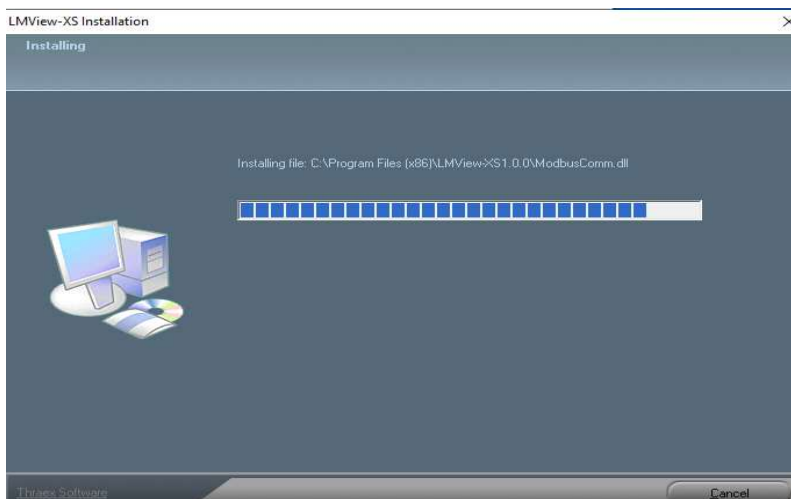 LMView-XS Installation
Installing
Installing file: C:\Program Files (x86)\LMView-XS1.0.0\ModbusComm.dll
Thraex Software
Cancel